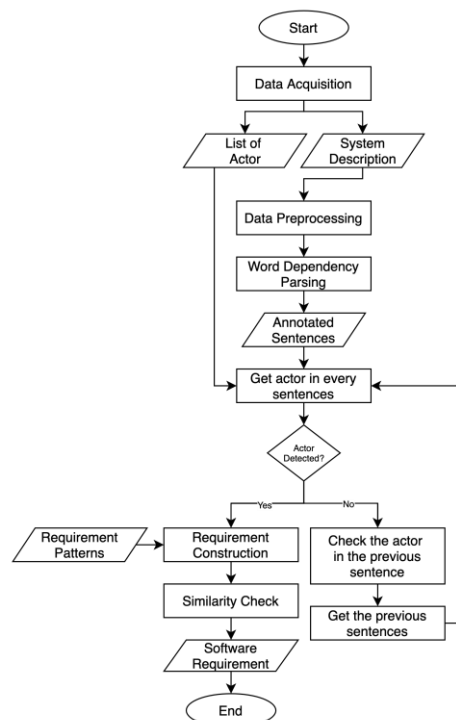 Start
Data Acquisition
List of
Actor
System
Description
Data Preprocessing
Word Dependency
Parsing
Annotated
Sentences
Get actor in every
sentences
Actor
Detected?
Yes
No
Requirement
Patterns
Requirement
Construction
Check the actor
in the previous
sentence
Similarity Check
Get the previous
sentences
Software
Requirement
End